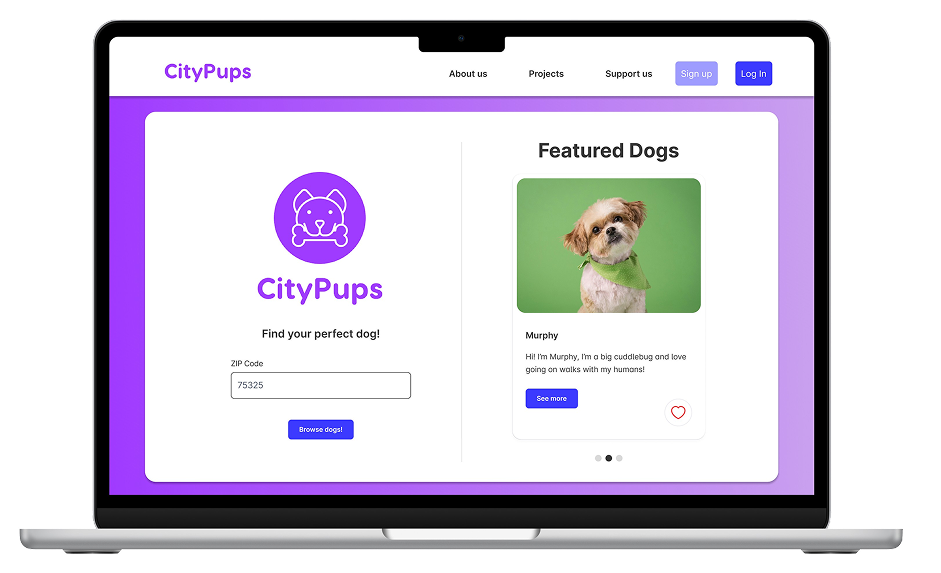 CityPups
About us
Projects
Support us
Sign up
Log In
CityPups
Find your perfect dog!
ZIP Code
75325
Browse dogs!
Featured Dogs
Murphy
Hi! I'm Murphy, I'm a big cuddlebug and love
going on walks with my humans!
See more